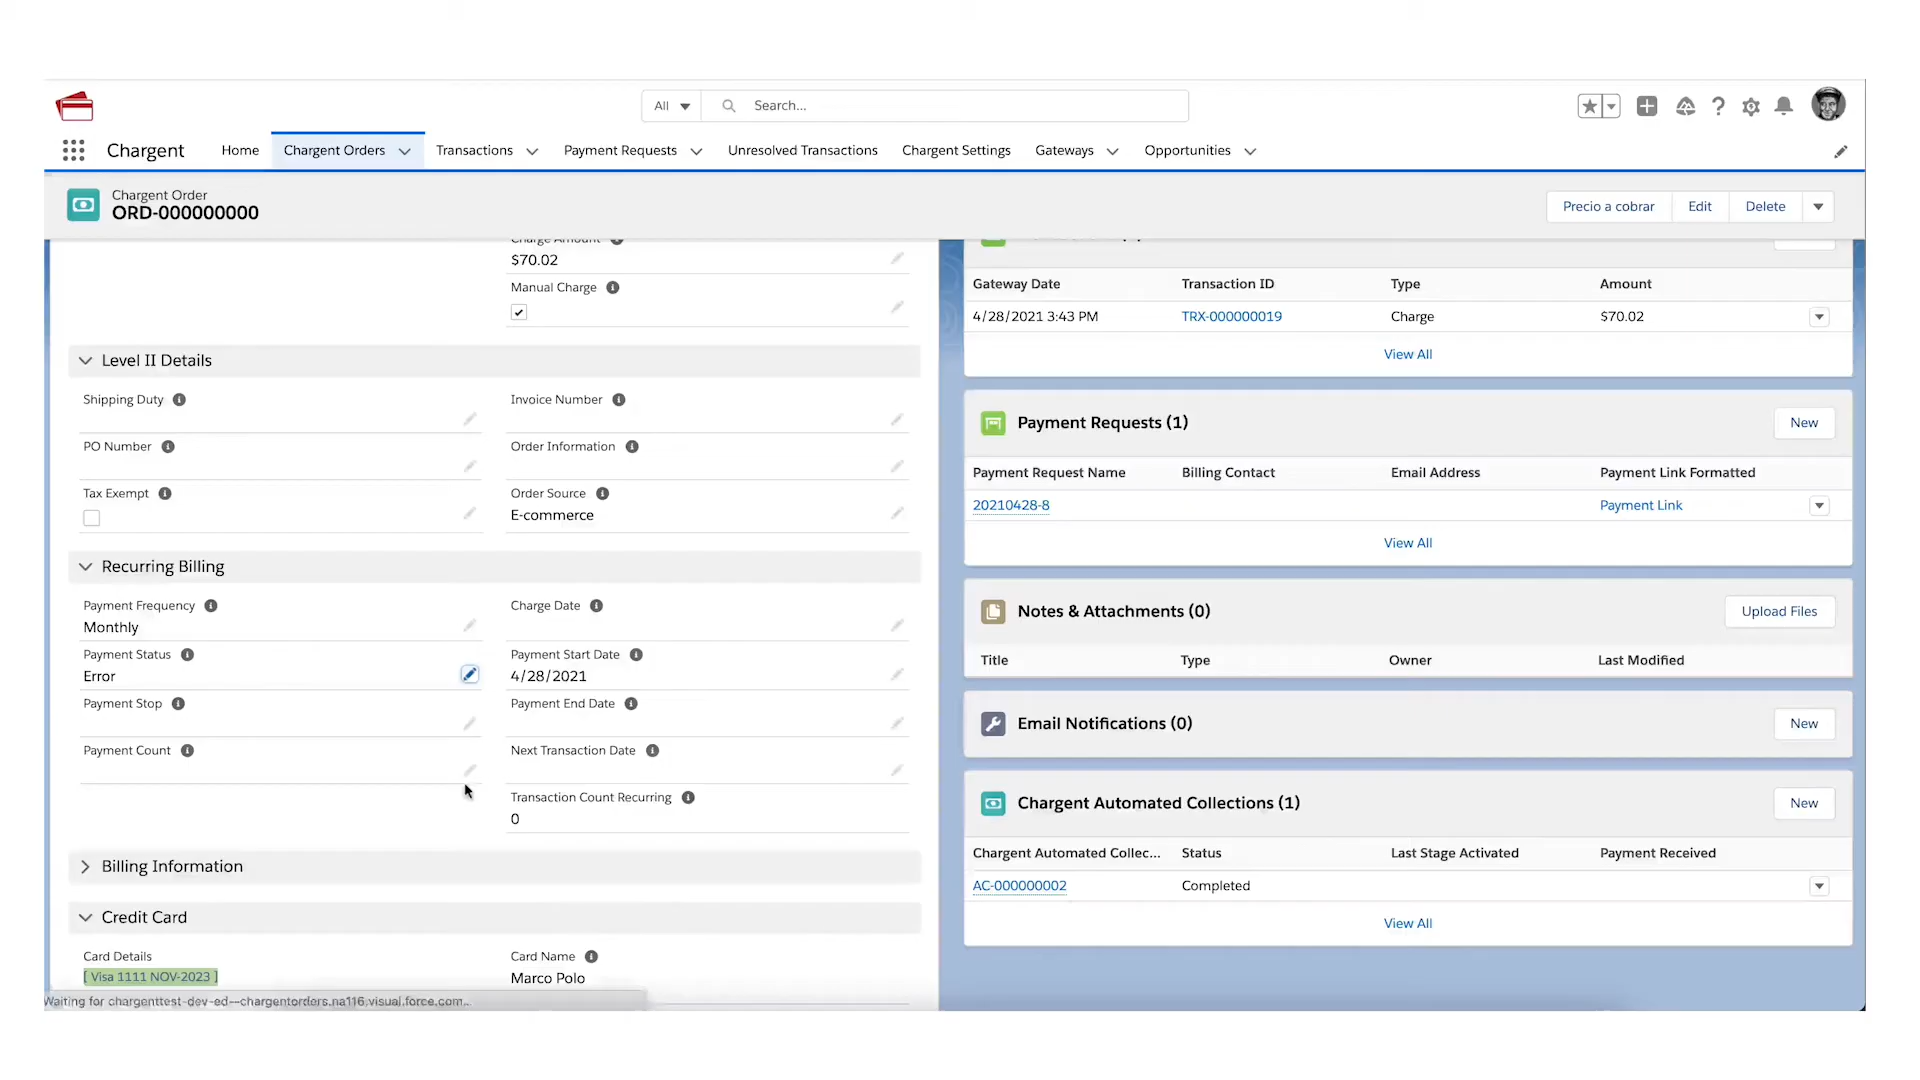 All
Search...
Chargent
Home
Chargent Orders
Transactions
Payment Requests
Unresolved Transactions
Chargent Settings
Gateways
Opportunities
Chargent Order
ORD-000000000
Precio a cobrar
Edit
Delete
Charge Amount
$70.02
Manual Charge
Level II Details
Shipping Duty
Invoice Number
PO Number
Order Information
Tax Exempt
Order Source
E-commerce
Recurring Billing
Payment Frequency
Monthly
Charge Date
Payment Status
Error
Payment Start Date
4/28/2021
Payment Stop
Payment End Date
Payment Count
Next Transaction Date
Transaction Count Recurring
0
Billing Information
Credit Card
Card Details
[ Visa 1111 NOV-2023 ]
Card Name
Marco Polo
Waiting for chargenttest-dev-ed--chargentorders.na116.visual.force.com...
Gateway Date Transaction ID Type Amount
4/28/2021 3:43 PM TRX-000000019 Charge $70.02
View All
Payment Requests (1)
New
Payment Request Name Billing Contact Email Address Payment Link Formatted
20210428-8 Payment Link
View All
Notes & Attachments (0)
Upload Files
Title Type Owner Last Modified
Email Notifications (0)
New
Chargent Automated Collections (1)
New
Chargent Automated Collec... Status Last Stage Activated Payment Received
AC-000000002 Completed
View All